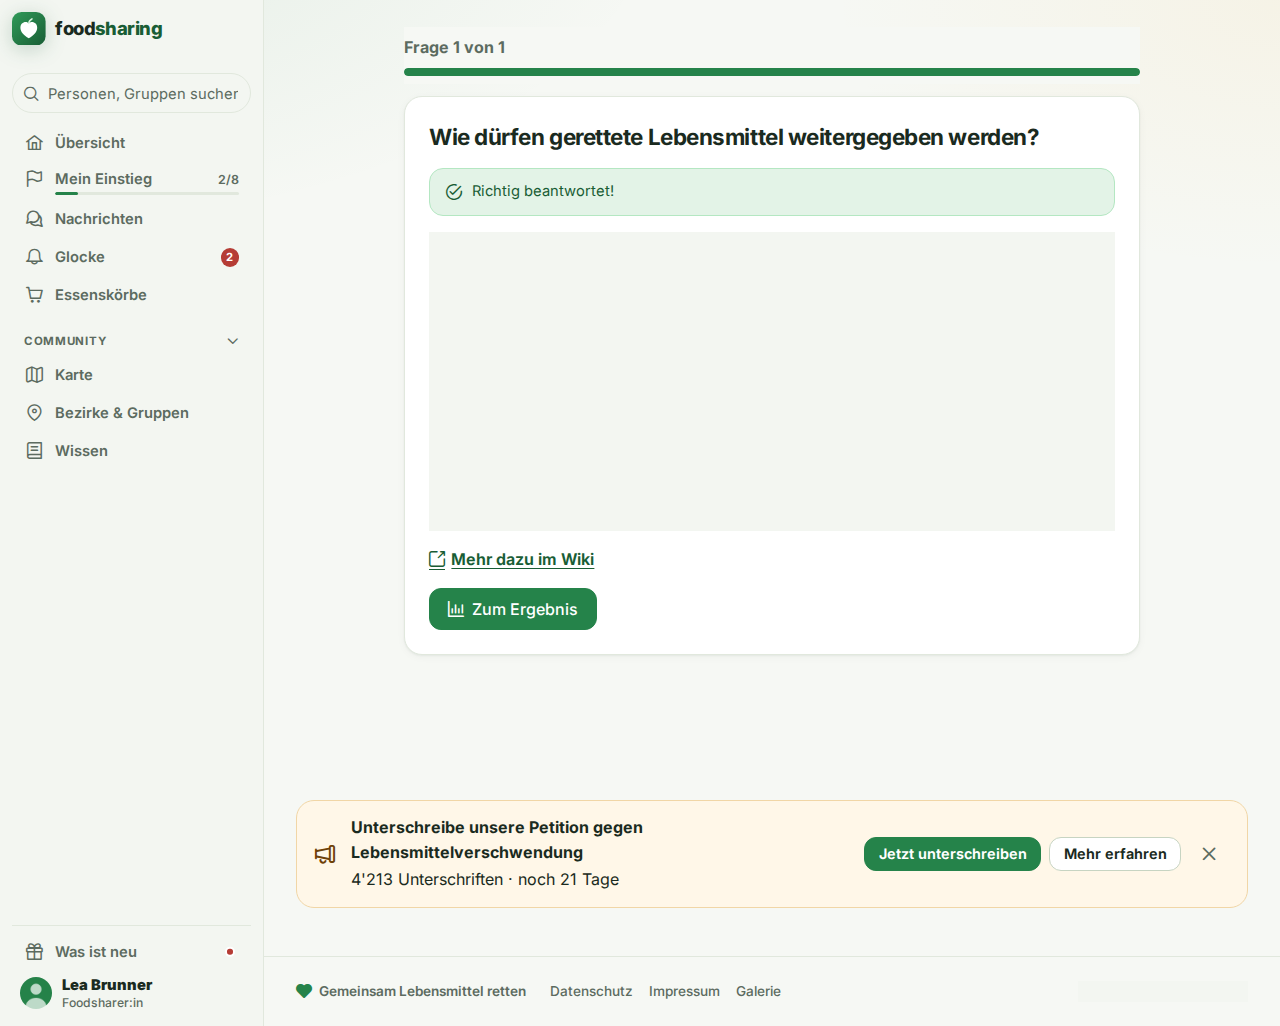 foodsharing
Personen, Gruppen sucher
Übersicht
Mein Einstieg 2/8
Nachrichten
Glocke 2
Essenskörbe
COMMUNITY
Karte
Bezirke & Gruppen
Wissen
Was ist neu
Lea Brunner
Foodsharer:in
Frage 1 von 1
Wie dürfen gerettete Lebensmittel weitergegeben werden?
Richtig beantwortet!
Mehr dazu im Wiki
Zum Ergebnis
Unterschreibe unsere Petition gegen
Lebensmittelverschwendung
4'213 Unterschriften · noch 21 Tage
Jetzt unterschreiben
Mehr erfahren
Gemeinsam Lebensmittel retten
Datenschutz
Impressum
Galerie